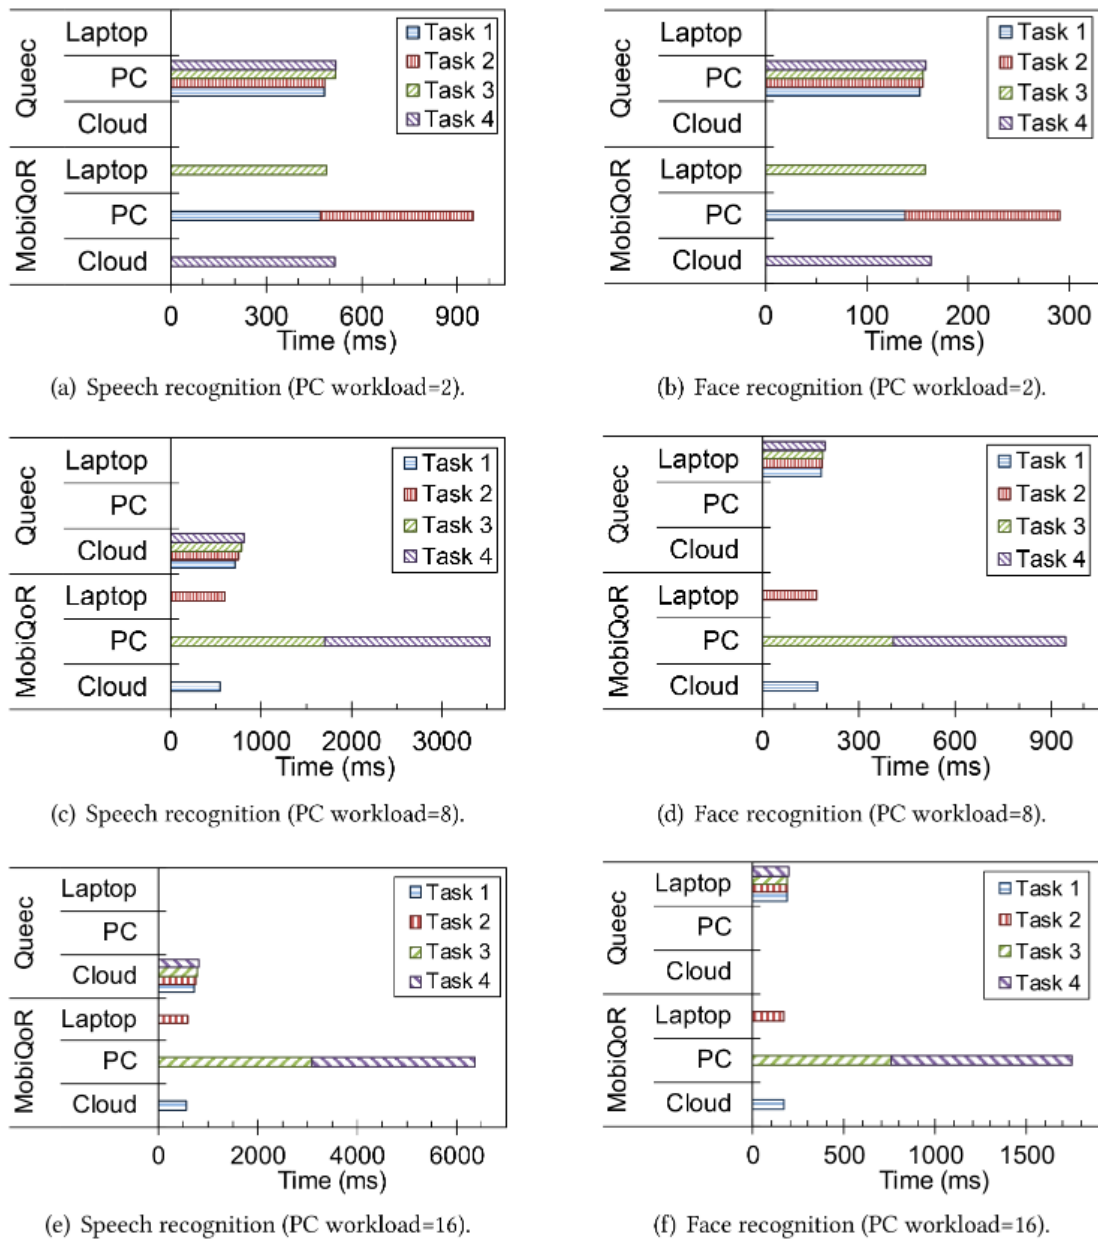 Queec
Laptop
PC
Cloud
MobiQoR
Laptop
PC
Cloud
Task 1
Task 2
Task 3
Task 4
0 300 600 900
Time (ms)
(a) Speech recognition (PC workload=2).
Queec
Laptop
PC
Cloud
MobiQoR
Laptop
PC
Cloud
Task 1
Task 2
Task 3
Task 4
0 100 200 300
Time (ms)
(b) Face recognition (PC workload=2).
Queec
Laptop
PC
Cloud
MobiQoR
Laptop
PC
Cloud
Task 1
Task 2
Task 3
Task 4
0 1000 2000 3000
Time (ms)
(c) Speech recognition (PC workload=8).
Queec
Laptop
PC
Cloud
MobiQoR
Laptop
PC
Cloud
Task 1
Task 2
Task 3
Task 4
0 300 600 900
Time (ms)
(d) Face recognition (PC workload=8).
Queec
Laptop
PC
Cloud
MobiQoR
Laptop
PC
Cloud
Task 1
Task 2
Task 3
Task 4
0 2000 4000 6000
Time (ms)
(e) Speech recognition (PC workload=16).
Queec
Laptop
PC
Cloud
MobiQoR
Laptop
PC
Cloud
Task 1
Task 2
Task 3
Task 4
0 500 1000 1500
Time (ms)
(f) Face recognition (PC workload=16).